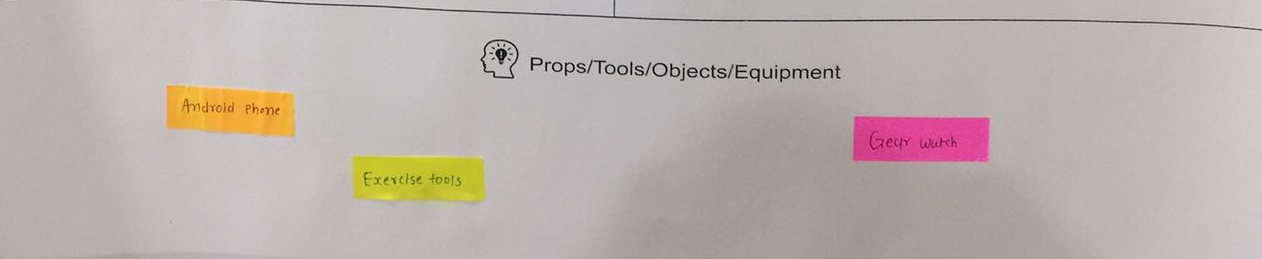 Props/Tools/Objects/Equipment
Android Phone
Gear watch
Exercise tools